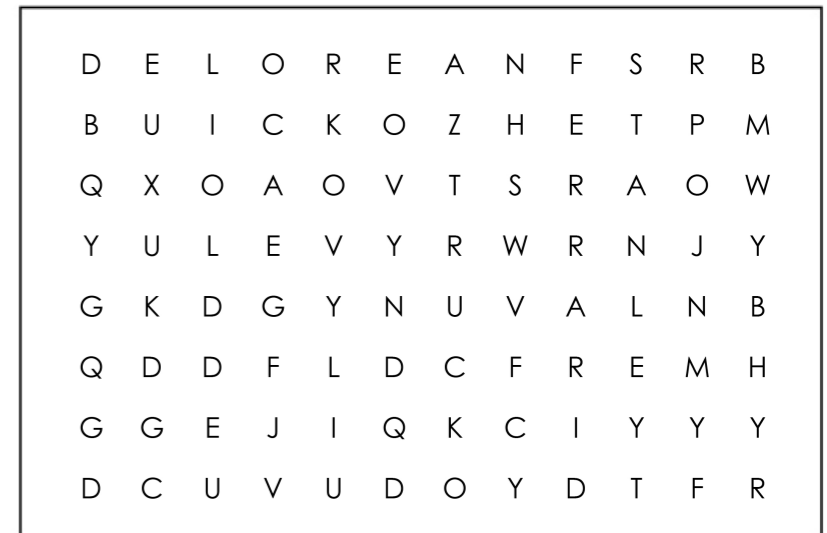 D E L O R E A N F S R B
B U I C K O Z H E T P M
Q X O A O V T S R A O W
Y U L E V Y R W R N J Y
G K D G Y N U V A L N B
Q D D F L D C F R E M H
G G E J I Q K C I Y Y Y
D C U V U D O Y D T F R